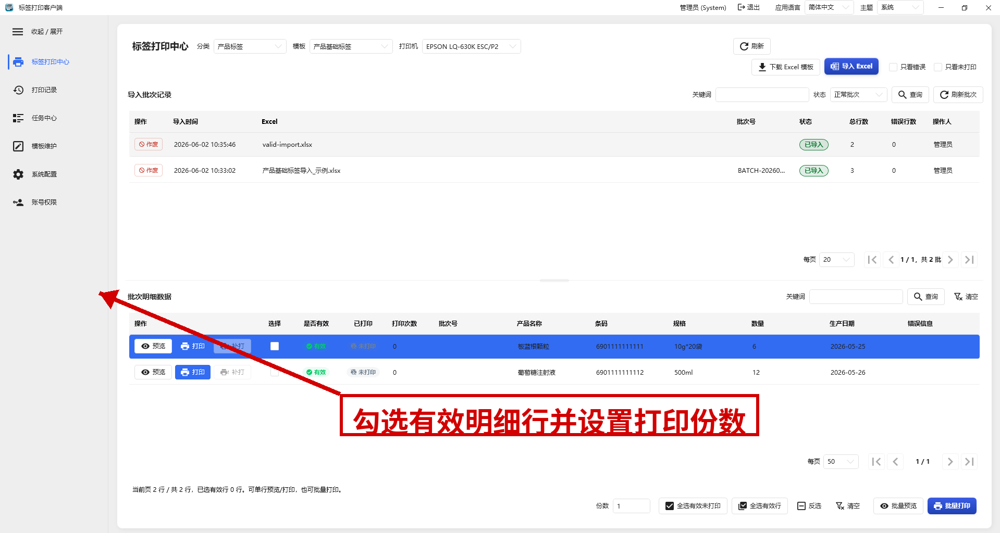 标签打印客户端 管理员 (System) 退出 应用语言 简体中文 主题 系统
收起 / 展开
标签打印中心
打印记录
任务中心
模板维护
系统配置
账号权限
标签打印中心 分类 产品标签 模板 产品基础标签 打印机 EPSON LQ-630K ESC/P2 刷新
下载 Excel 模板 导入 Excel 只看错误 只看未打印
导入批次记录 关键词 状态 正常批次 查询 刷新批次
操作 导入时间 Excel 批次号 状态 总行数 错误行数 操作人
作废 2026-06-02 10:35:46 valid-import.xlsx 已导入 2 0 管理员
作废 2026-06-02 10:33:02 产品基础标签导入_示例.xlsx BATCH-20260... 已导入 3 0 管理员
每页 20 1 / 1，共 2 批
批次明细数据 关键词 查询 清空
操作 选择 是否有效 已打印 打印次数 批次号 产品名称 条码 规格 数量 生产日期 错误信息
预览 打印 补打 有效 未打印 0 板蓝根颗粒 6901111111111 10g*20袋 6 2026-05-25
预览 打印 补打 有效 未打印 0 葡萄糖注射液 6901111111112 500ml 12 2026-05-26
勾选有效明细行并设置打印份数
每页 50 1 / 1
当前页 2 行 / 共 2 行，已选有效行 0 行。可单行预览/打印，也可批量打印。
份数 1 全选有效未打印 全选有效行 反选 清空 批量预览 批量打印